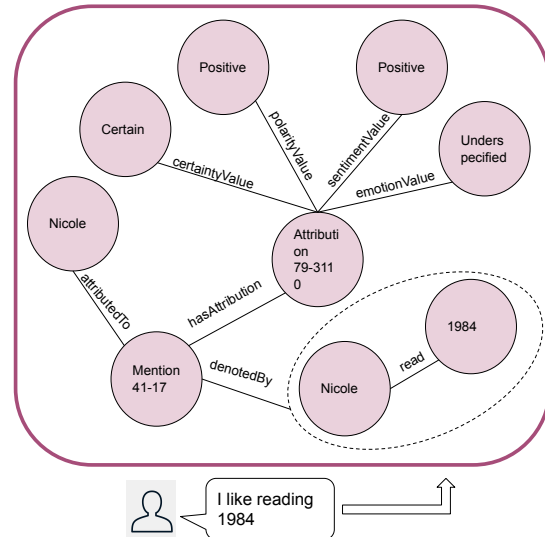 Positive
Positive
Certain
Unders
pecified
polarityValue
sentimentValue
certaintyValue
emotionValue
Nicole
Attributi
on
79-311
0
attributedTo
hasAttribution
1984
Mention
41-17
denotedBy
read
Nicole
I like reading
1984